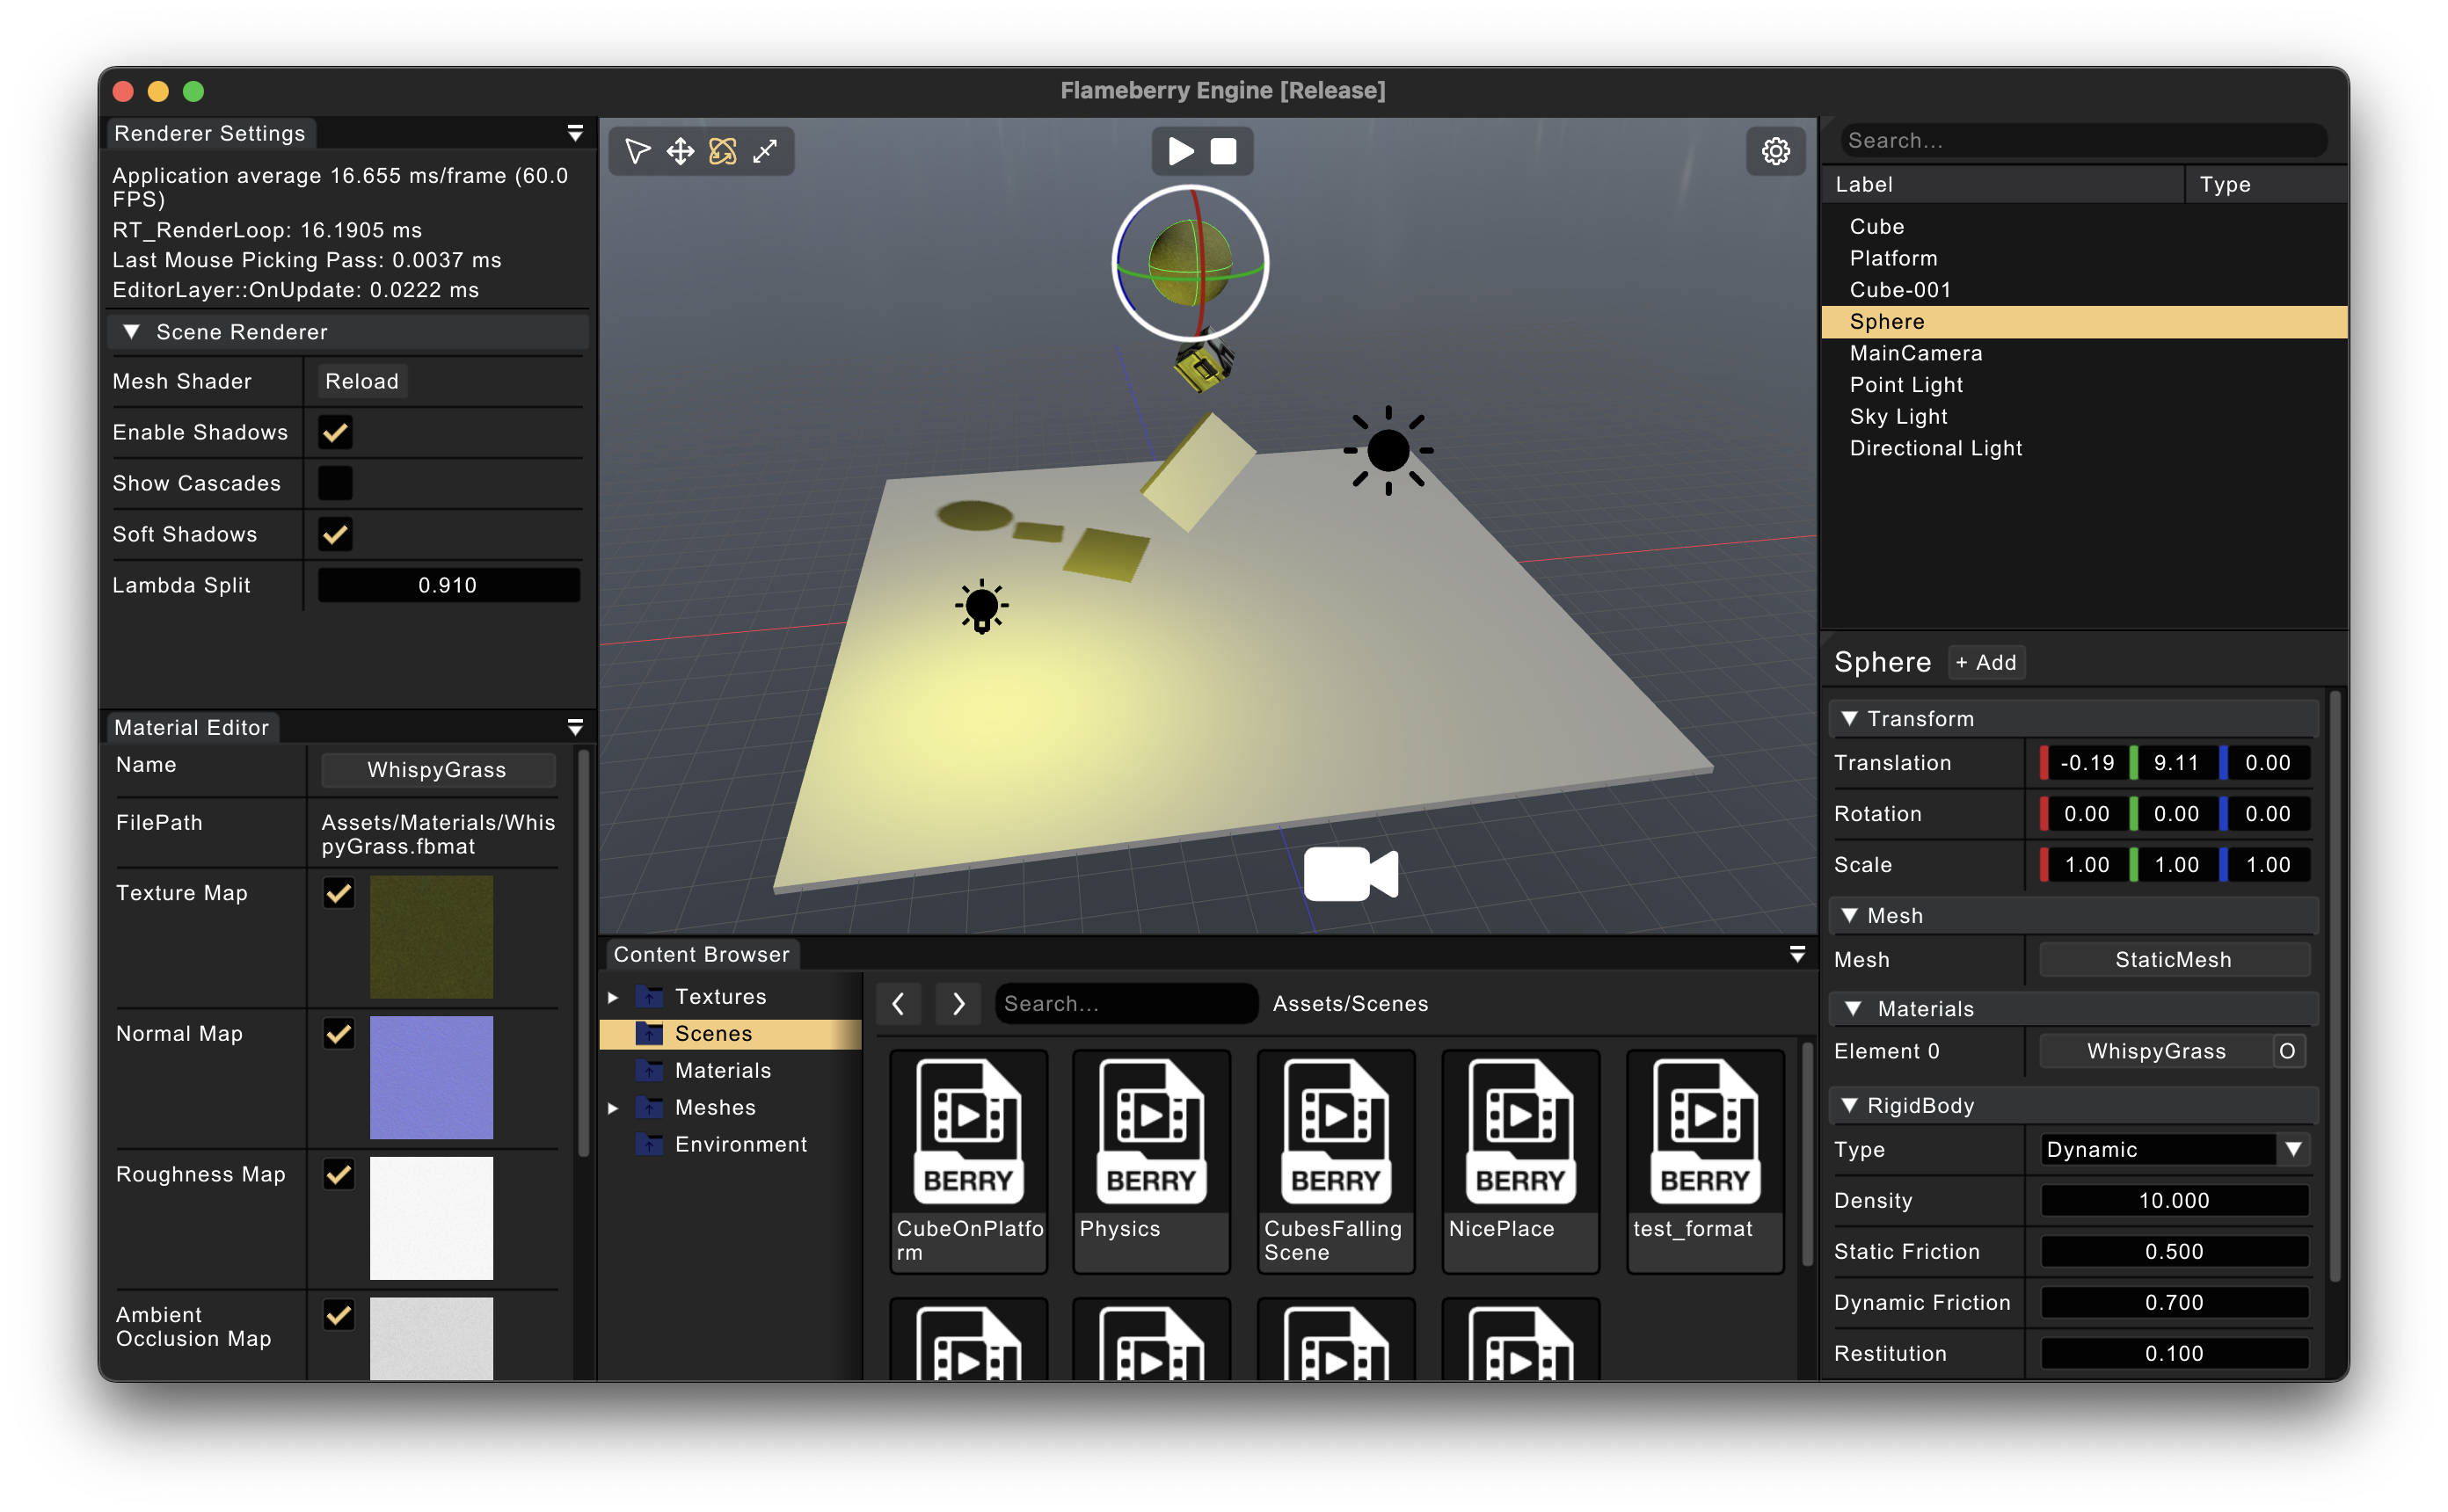 Flameberry Engine [Release]
Renderer Settings
Application average 16.655 ms/frame (60.0
FPS)
RT_RenderLoop: 16.1905 ms
Last Mouse Picking Pass: 0.0037 ms
EditorLayer::OnUpdate: 0.0222 ms
Scene Renderer
Mesh Shader
Reload
Enable Shadows
Show Cascades
Soft Shadows
Lambda Split
0.910
Material Editor
Name
WhispyGrass
FilePath
Assets/Materials/Whis
pyGrass.fbmat
Texture Map
Normal Map
Roughness Map
Ambient
Occlusion Map
Content Browser
Textures
Scenes
Materials
Meshes
Environment
Search...
Assets/Scenes
BERRY
CubeOnPlatfo
rm
BERRY
Physics
BERRY
CubesFalling
Scene
BERRY
NicePlace
BERRY
test_format
Search...
Label
Type
Cube
Platform
Cube-001
Sphere
MainCamera
Point Light
Sky Light
Directional Light
Sphere
+ Add
Transform
Translation
-0.19
9.11
0.00
Rotation
0.00
0.00
0.00
Scale
1.00
1.00
1.00
Mesh
Mesh
StaticMesh
Materials
Element 0
WhispyGrass
O
RigidBody
Type
Dynamic
Density
10.000
Static Friction
0.500
Dynamic Friction
0.700
Restitution
0.100